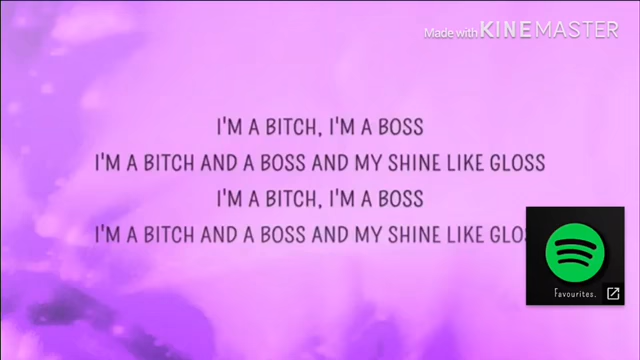 Made with KINEMASTER
I'M A BITCH, I'M A BOSS
I'M A BITCH AND A BOSS AND MY SHINE LIKE GLOSS
I'M A BITCH, I'M A BOSS
I'M A BITCH AND A BOSS AND MY SHINE LIKE GLO
Favourites.